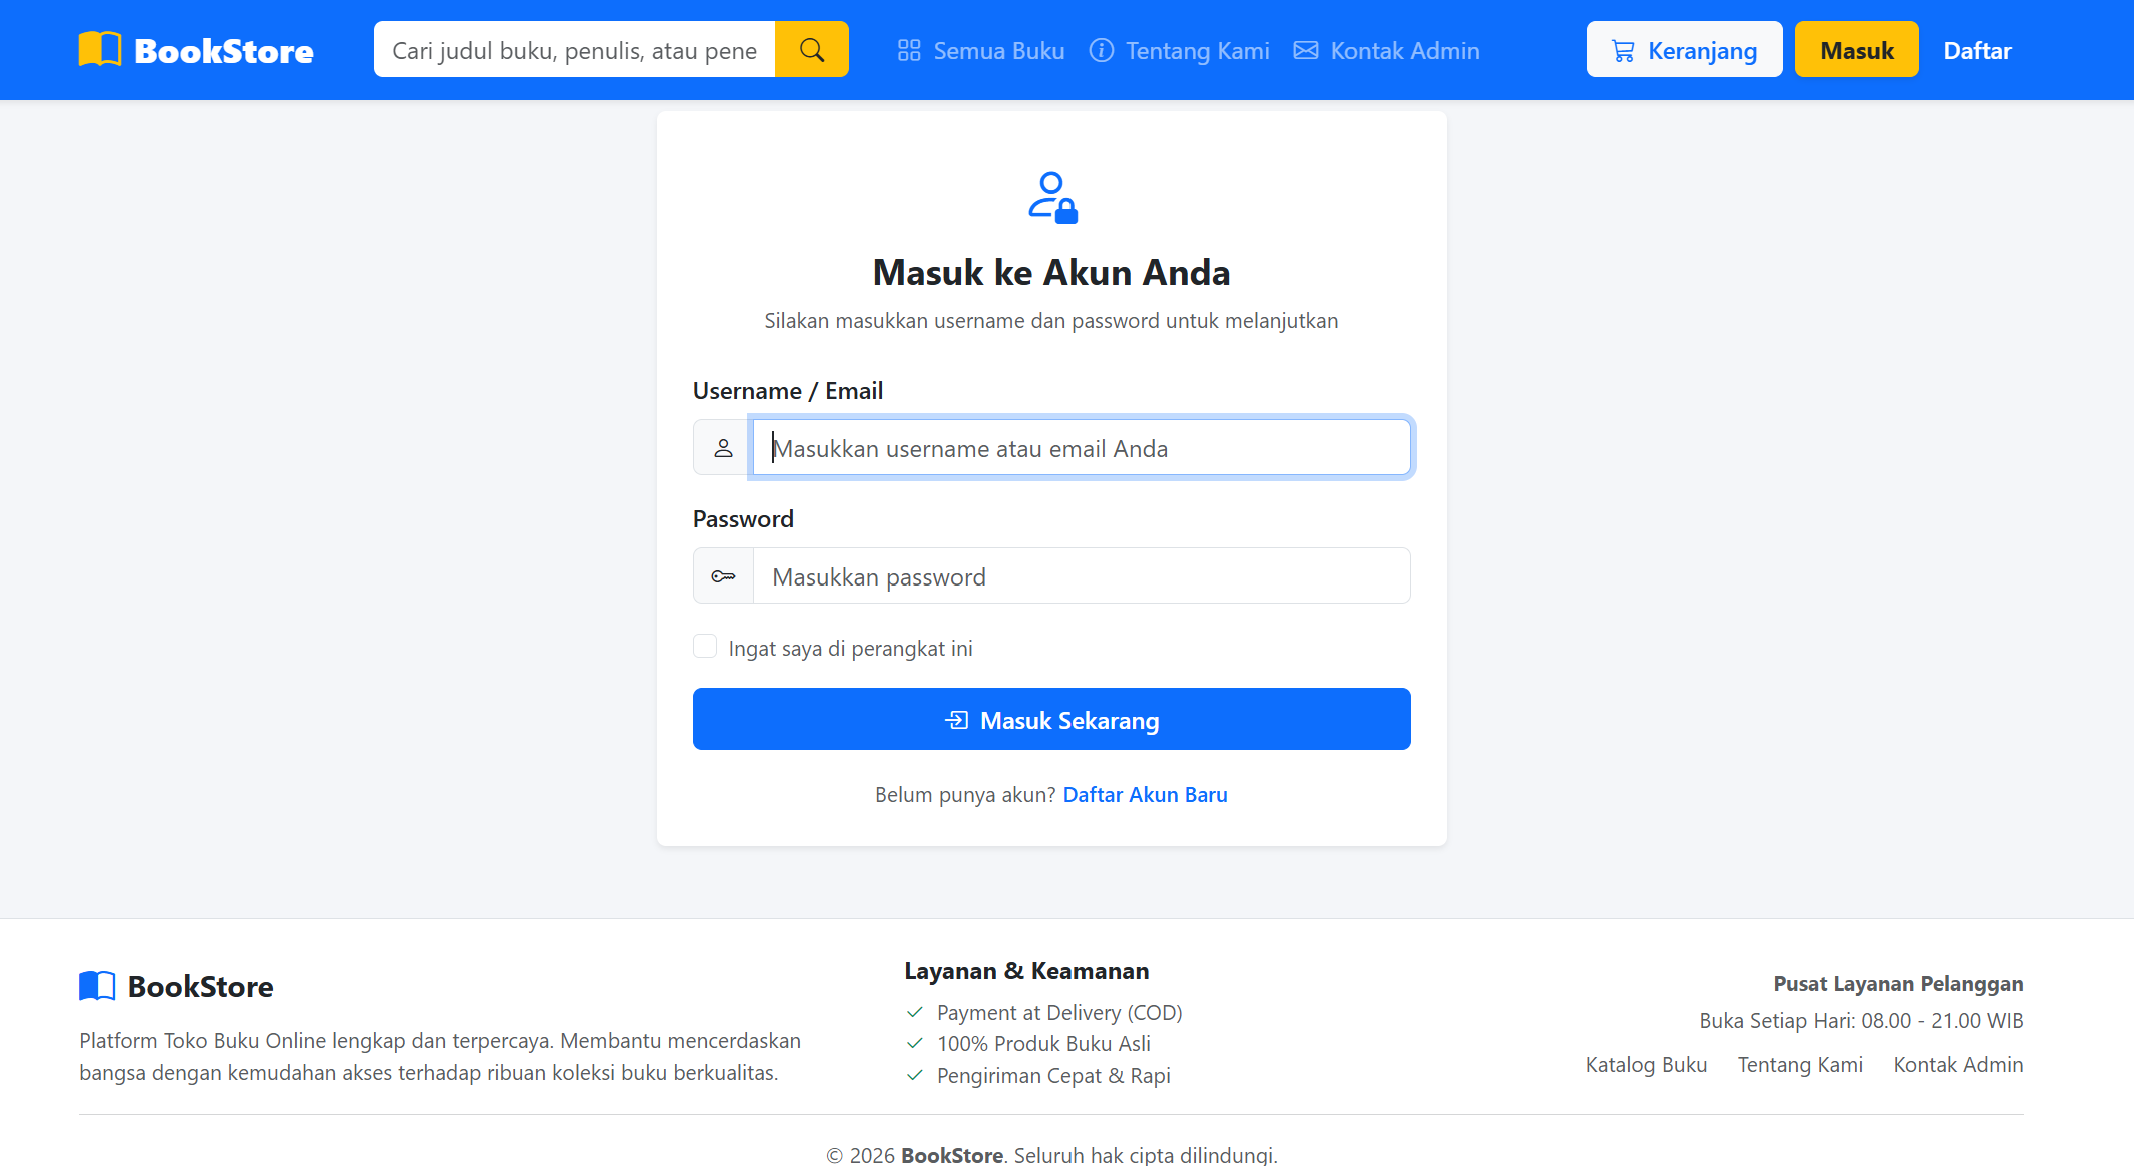 BookStore
Cari judul buku, penulis, atau pene
Semua Buku
Tentang Kami
Kontak Admin
Keranjang
Masuk
Daftar
Masuk ke Akun Anda
Silakan masukkan username dan password untuk melanjutkan
Username / Email
Masukkan username atau email Anda
Password
Masukkan password
Ingat saya di perangkat ini
Masuk Sekarang
Belum punya akun? Daftar Akun Baru
BookStore
Platform Toko Buku Online lengkap dan terpercaya. Membantu mencerdaskan
bangsa dengan kemudahan akses terhadap ribuan koleksi buku berkualitas.
Layanan & Keamanan
Payment at Delivery (COD)
100% Produk Buku Asli
Pengiriman Cepat & Rapi
Pusat Layanan Pelanggan
Buka Setiap Hari: 08.00 - 21.00 WIB
Katalog Buku
Tentang Kami
Kontak Admin
© 2026 BookStore. Seluruh hak cipta dilindungi.